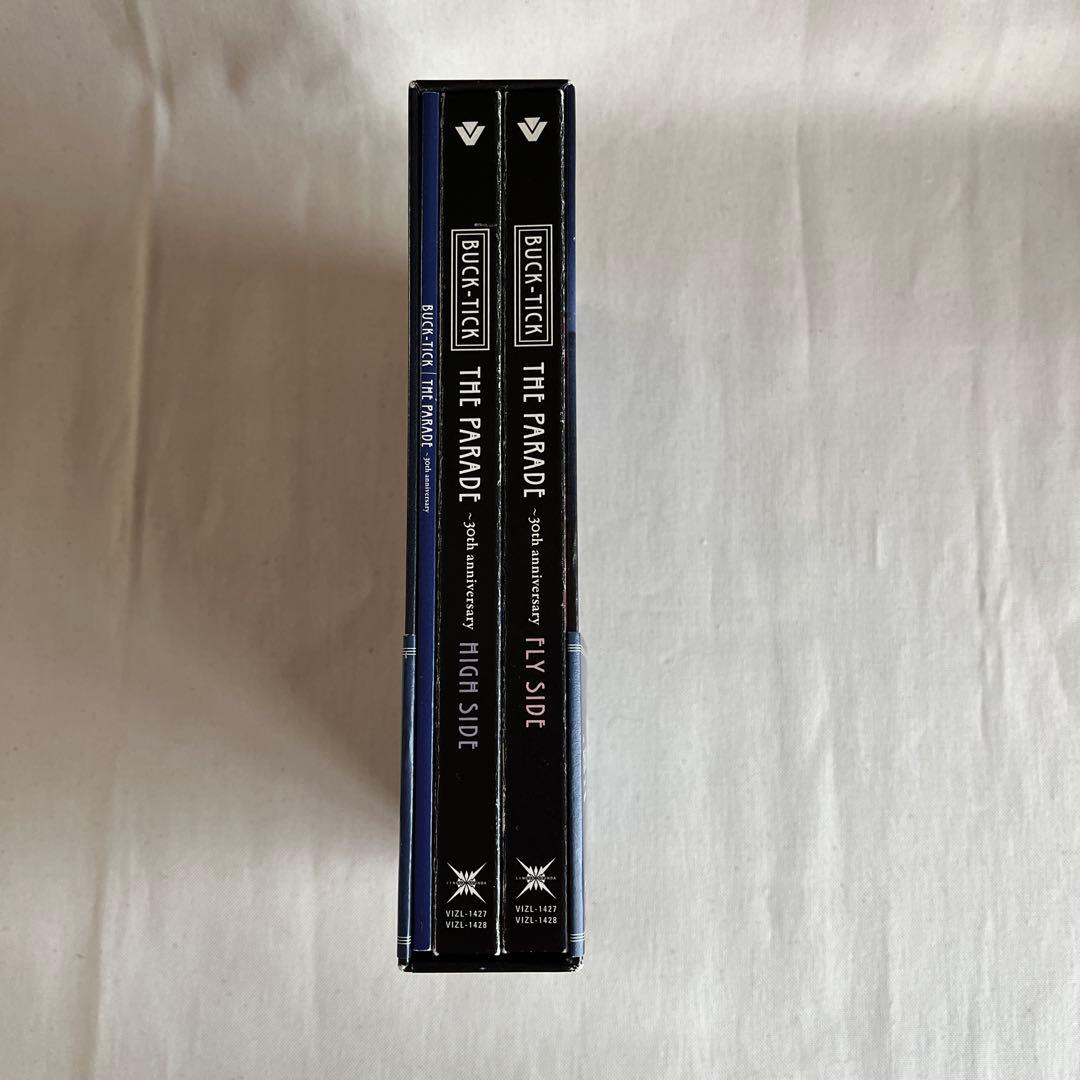 BUCK-TICK | THE PARADE ~30th anniversary
BUCK-TICK THE PARADE ~30th anniversary HIGH SIDE
VIZL-1427
VIZL-1428
BUCK-TICK THE PARADE ~30th anniversary FLY SIDE
VIZL-1427
VIZL-1428